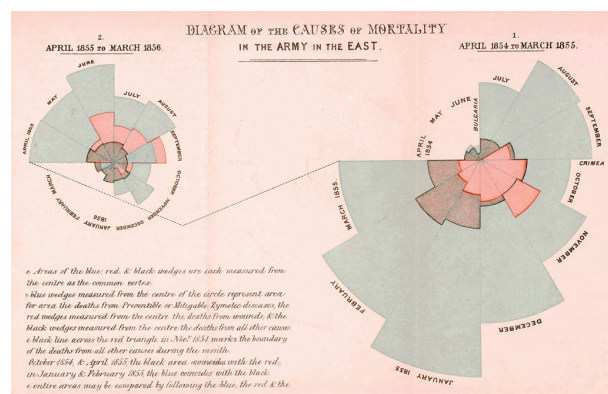 DIAGRAM OF THE CAUSES OF MORTALITY
IN THE ARMY IN THE EAST.
2.
APRIL 1855 TO MARCH 1856.
1.
APRIL 1854 TO MARCH 1855.
APRIL 1855
MAY
JUNE
JULY
AUGUST
SEPTEMBER
OCTOBER
NOVEMBER
DECEMBER
JANUARY 1856
FEBRUARY
MARCH
APRIL 1854
MAY
JUNE
BULGARIA
JULY
AUGUST
SEPTEMBER
CRIMEA
OCTOBER
NOVEMBER
DECEMBER
JANUARY 1855
FEBRUARY
MARCH 1855
e Areas of the blue, red, & black wedges are each measured from
the centre as the common vertex.
e blue wedges measured from the centre of the circle represent area
for area the deaths from Preventible or Mitigable Zymotic diseases, the
red wedges measured from the centre the deaths from wounds, & the
black wedges measured from the centre the deaths from all other causes
e black line across the red triangle in Nov.r 1854 marks the boundary
of the deaths from all other causes during the month.
October 1854, & April 1855, the black area coincides with the red,
in January & February 1855, the blue coincides with the black.
e entire areas may be compared by following the blue, the red & the